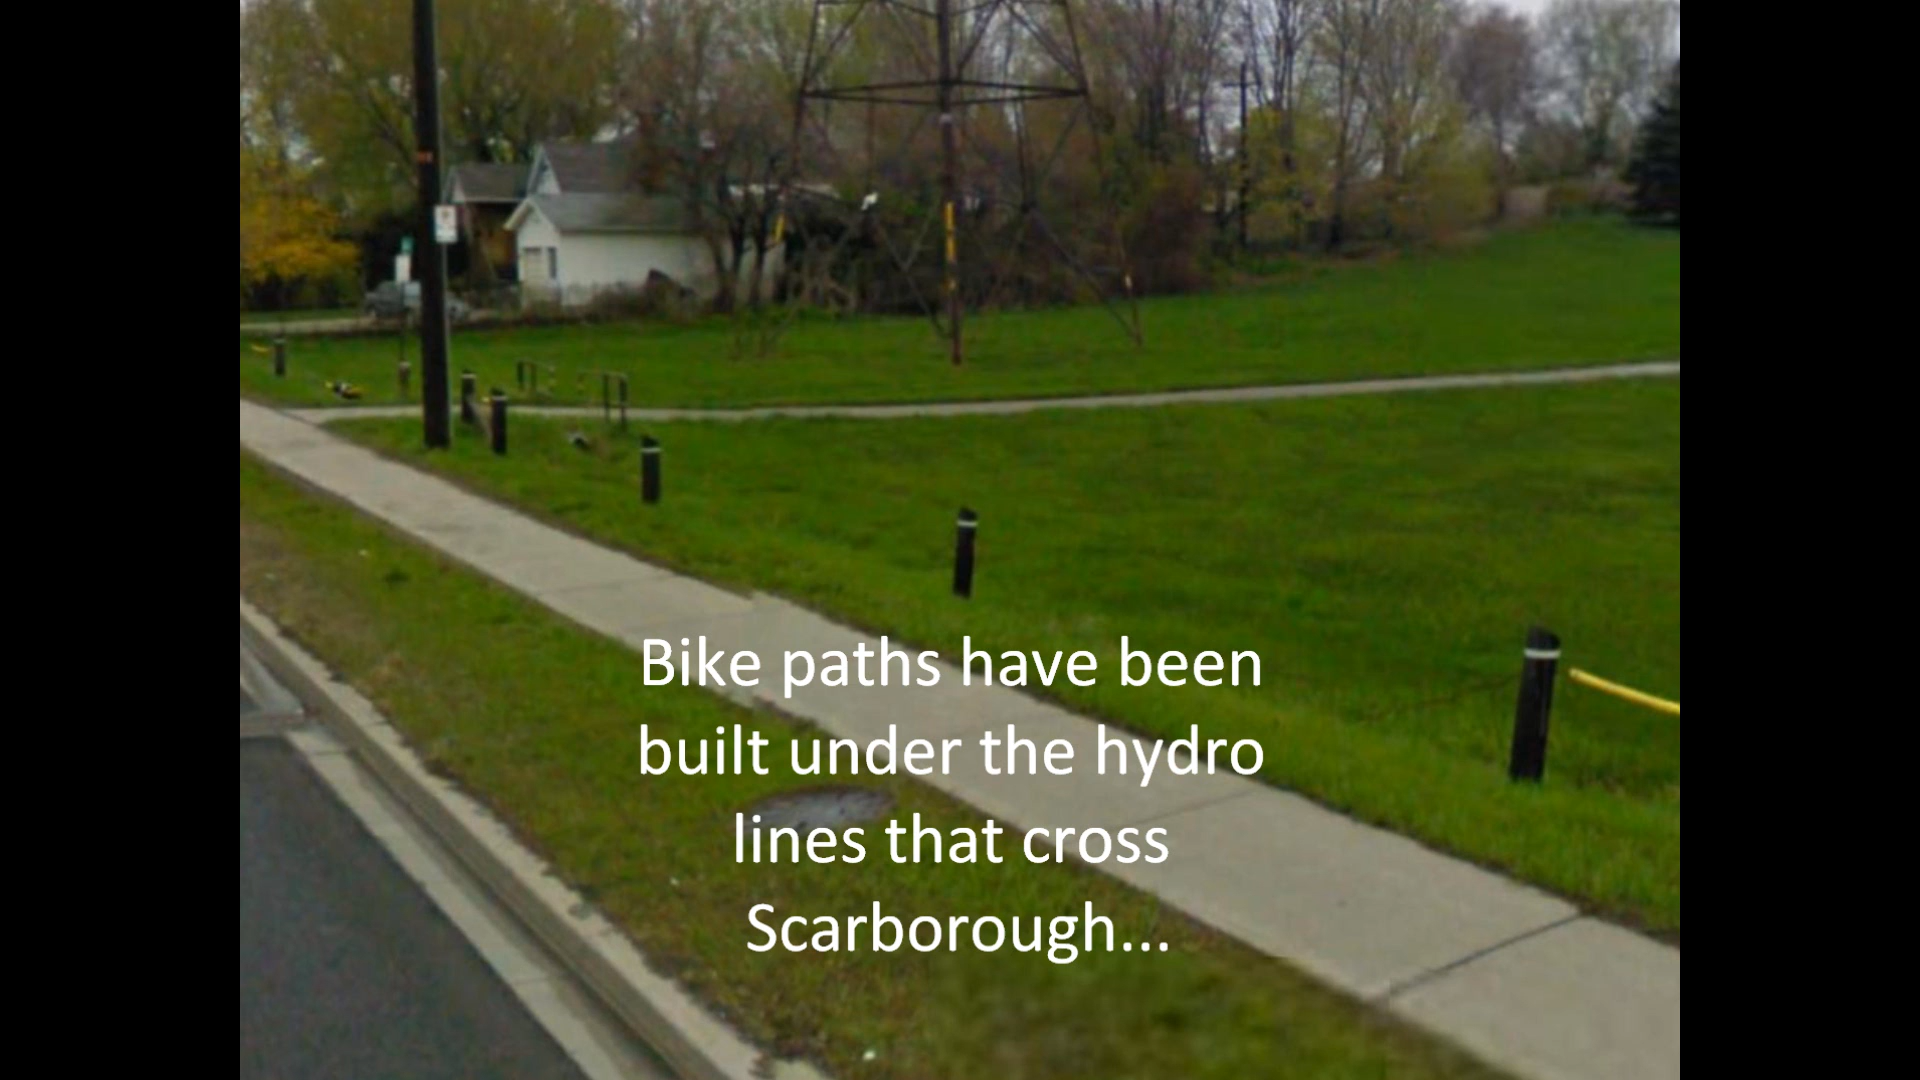 Bike paths have been
built under the hydro
lines that cross
Scarborough...